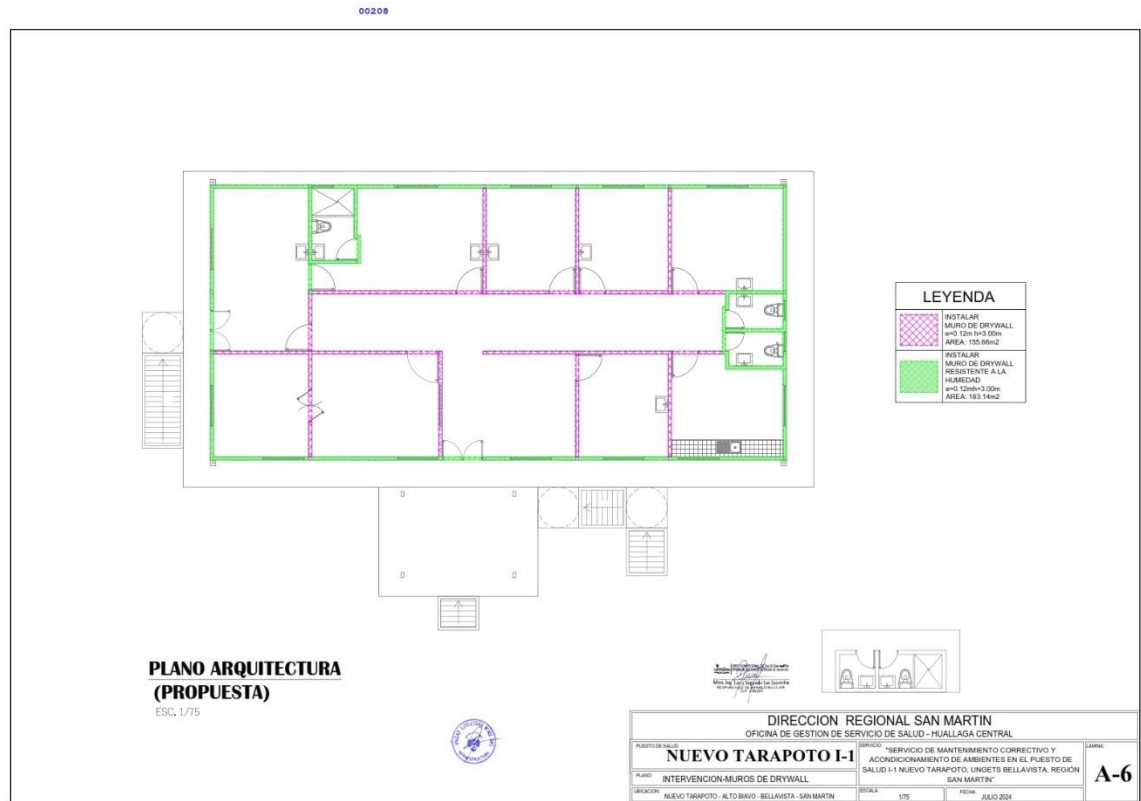 00208
LEYENDA
INSTALAR
MURO DE DRYWALL
e=0.12m h=3.00m
AREA: 155.66m2
INSTALAR
MURO DE DRYWALL
RESISTENTE A LA
HUMEDAD
e=0.12mh=3.00m
AREA: 183.14m2
PLANO ARQUITECTURA
(PROPUESTA)
ESC. 1/75
DIRECCION REGIONAL SAN MARTIN
OFICINA DE GESTION DE SERVICIO DE SALUD - HUALLAGA CENTRAL
PUESTO DE SALUD:
NUEVO TARAPOTO I-1
SERVICIO:
"SERVICIO DE MANTENIMIENTO CORRECTIVO Y
ACONDICIONAMIENTO DE AMBIENTES EN EL PUESTO DE
SALUD I-1 NUEVO TARAPOTO, UNGETS BELLAVISTA, REGIÓN
SAN MARTIN"
LAMINA:
A-6
PLANO: INTERVENCION-MUROS DE DRYWALL
UBICACION: NUEVO TARAPOTO - ALTO BIAVO - BELLAVISTA - SAN MARTIN
ESCALA: 1/75
FECHA: JULIO 2024